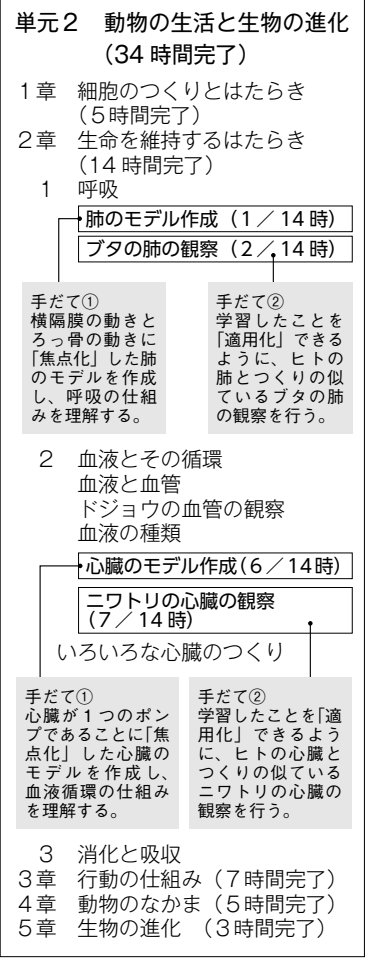 単元２　動物の生活と生物の進化
（34 時間完了）
１章　細胞のつくりとはたらき
（５時間完了）
２章　生命を維持するはたらき
（14 時間完了）
１　呼吸
肺のモデル作成（１／14 時）
ブタの肺の観察（２／14 時）
手だて①
横隔膜の動きと
ろっ骨の動きに
「焦点化」した肺
のモデルを作成
し、呼吸の仕組
みを理解する。
手だて②
学習したことを
「適用化」できる
ように、ヒトの
肺とつくりの似
ているブタの肺
の観察を行う。
２　血液とその循環
血液と血管
ドジョウの血管の観察
血液の種類
心臓のモデル作成（６／14時）
ニワトリの心臓の観察
（７／14 時）
いろいろな心臓のつくり
手だて①
心臓が１つのポン
プであることに「焦
点化」した心臓の
モデルを作成し、
血液循環の仕組み
を理解する。
手だて②
学習したことを「適
用化」できるよう
に、ヒトの心臓と
つくりの似ている
ニワトリの心臓の
観察を行う。
３　消化と吸収
３章　行動の仕組み（７時間完了）
４章　動物のなかま（５時間完了）
５章　生物の進化　（３時間完了）